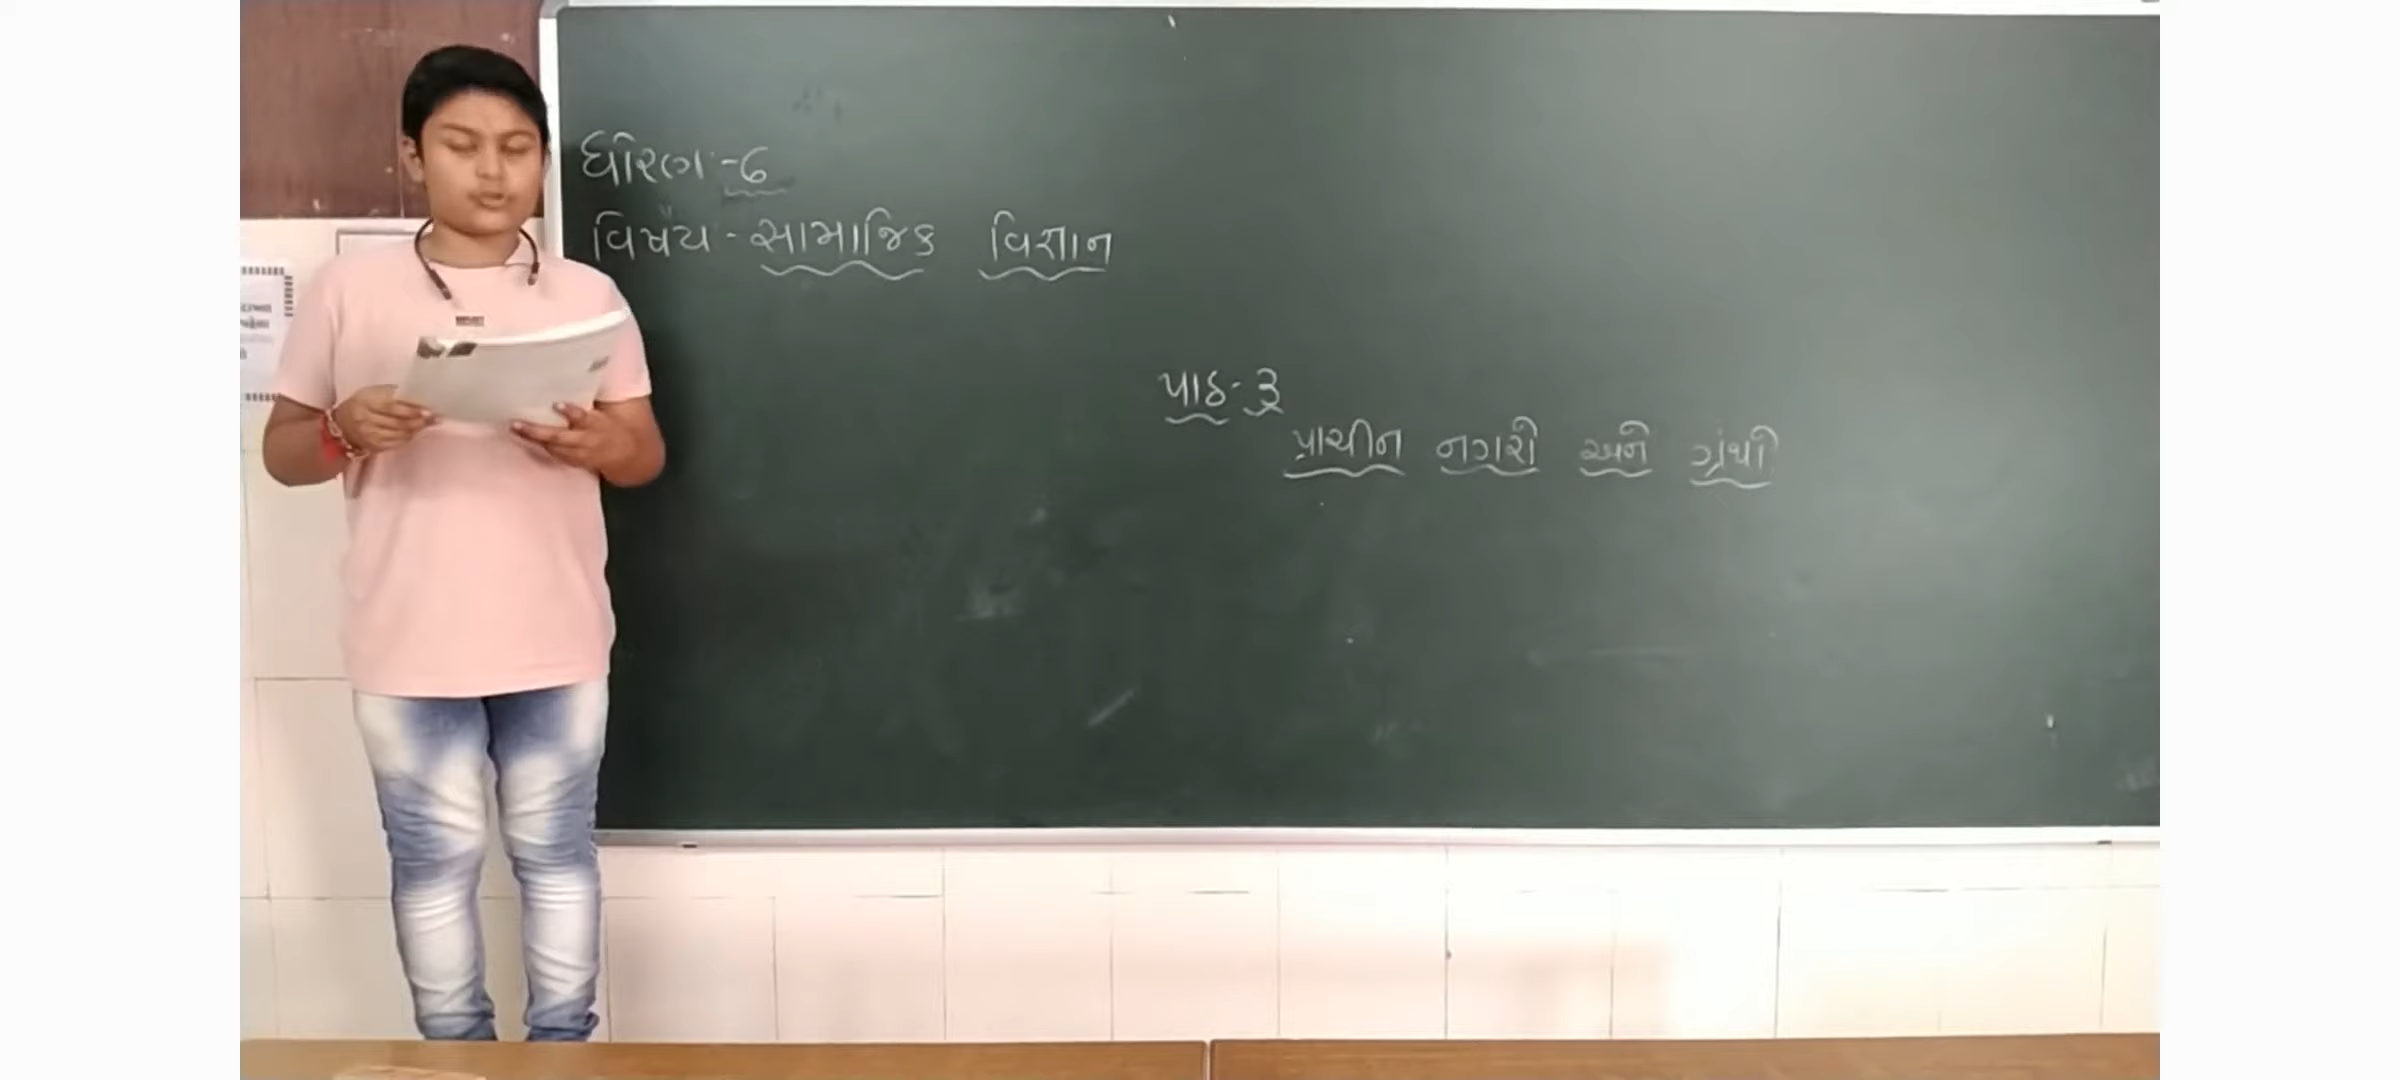 ધોરણ - 6
વિષય - સામાજિક વિજ્ઞાન
પાઠ - 3
પ્રાચીન નગરો અને ગ્રંથો